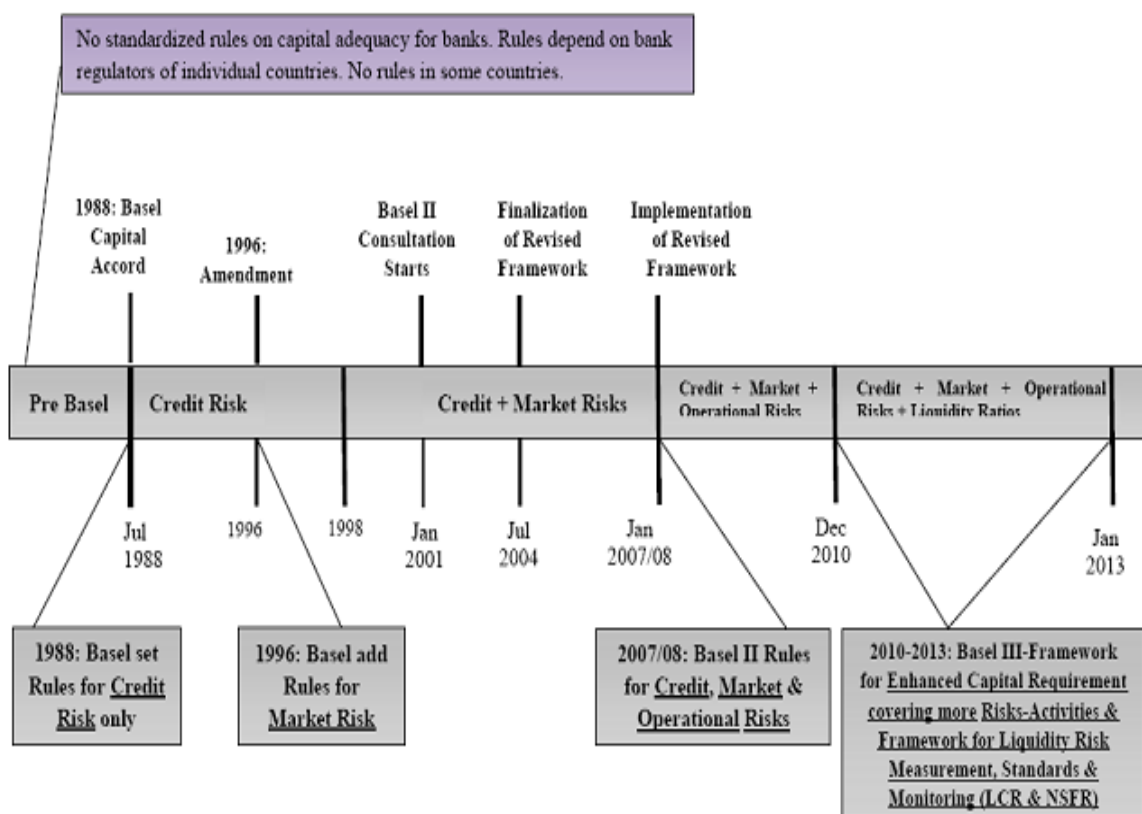 No standardized rules on capital adequacy for banks. Rules depend on bank
regulators of individual countries. No rules in some countries.
1988: Basel
Capital
Accord
1996:
Amendment
Basel II
Consultation
Starts
Finalization
of Revised
Framework
Implementation
of Revised
Framework
Pre Basel
Credit Risk
Credit + Market Risks
Credit + Market +
Operational Risks
Credit + Market + Operational
Risks + Liquidity Ratios
Jul
1988
1996
1998
Jan
2001
Jul
2004
Jan
2007/08
Dec
2010
Jan
2013
1988: Basel set
Rules for Credit
Risk only
1996: Basel add
Rules for
Market Risk
2007/08: Basel II Rules
for Credit, Market &
Operational Risks
2010-2013: Basel III-Framework
for Enhanced Capital Requirement
covering more Risks-Activities &
Framework for Liquidity Risk
Measurement, Standards &
Monitoring (LCR & NSFR)